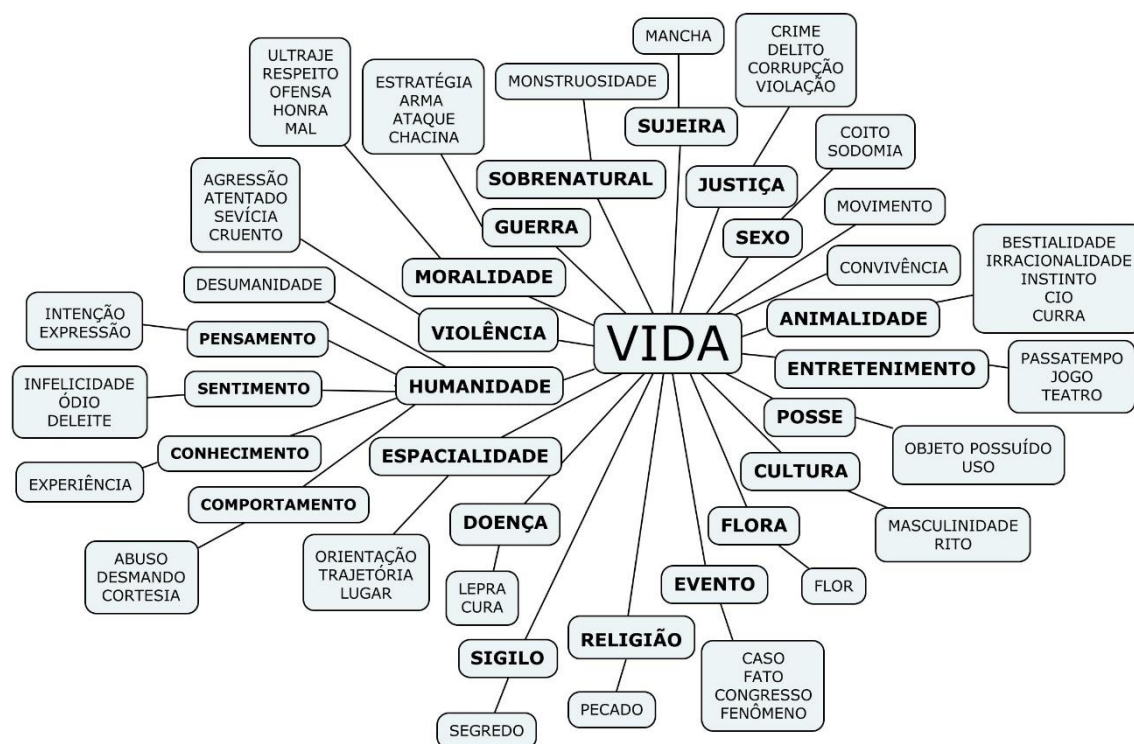 MANCHA
CRIME
DELITO
CORRUPÇÃO
VIOLAÇÃO
ULTRAJE
RESPEITO
OFENSA
HONRA
MAL
ESTRATÉGIA
ARMA
ATAQUE
CHACINA
MONSTRUOSIDADE
SUJEIRA
COITO
SODOMIA
SOBRENATURAL
JUSTIÇA
AGRESSÃO
ATENTADO
SEVÍCIA
CRUENTO
GUERRA
SEXO
MOVIMENTO
MORALIDADE
CONVIVÊNCIA
BESTIALIDADE
IRRACIONALIDADE
INSTINTO
CIO
CURRA
DESUMANIDADE
VIOLÊNCIA
VIDA
ANIMALIDADE
INTENÇÃO
EXPRESSÃO
PENSAMENTO
ENTRETENIMENTO
PASSATEMPO
JOGO
TEATRO
INFELICIDADE
ÓDIO
DELEITE
SENTIMENTO
HUMANIDADE
POSSE
OBJETO POSSUÍDO
USO
CONHECIMENTO
ESPACIALIDADE
CULTURA
EXPERIÊNCIA
COMPORTAMENTO
DOENÇA
FLORA
MASCULINIDADE
RITO
ABUSO
DESMANDO
CORTESIA
ORIENTAÇÃO
TRAJETÓRIA
LUGAR
LEPRA
CURA
EVENTO
FLOR
SIGILO
RELIGIÃO
CASO
FATO
CONGRESSO
FENÔMENO
SEGREDO
PECADO